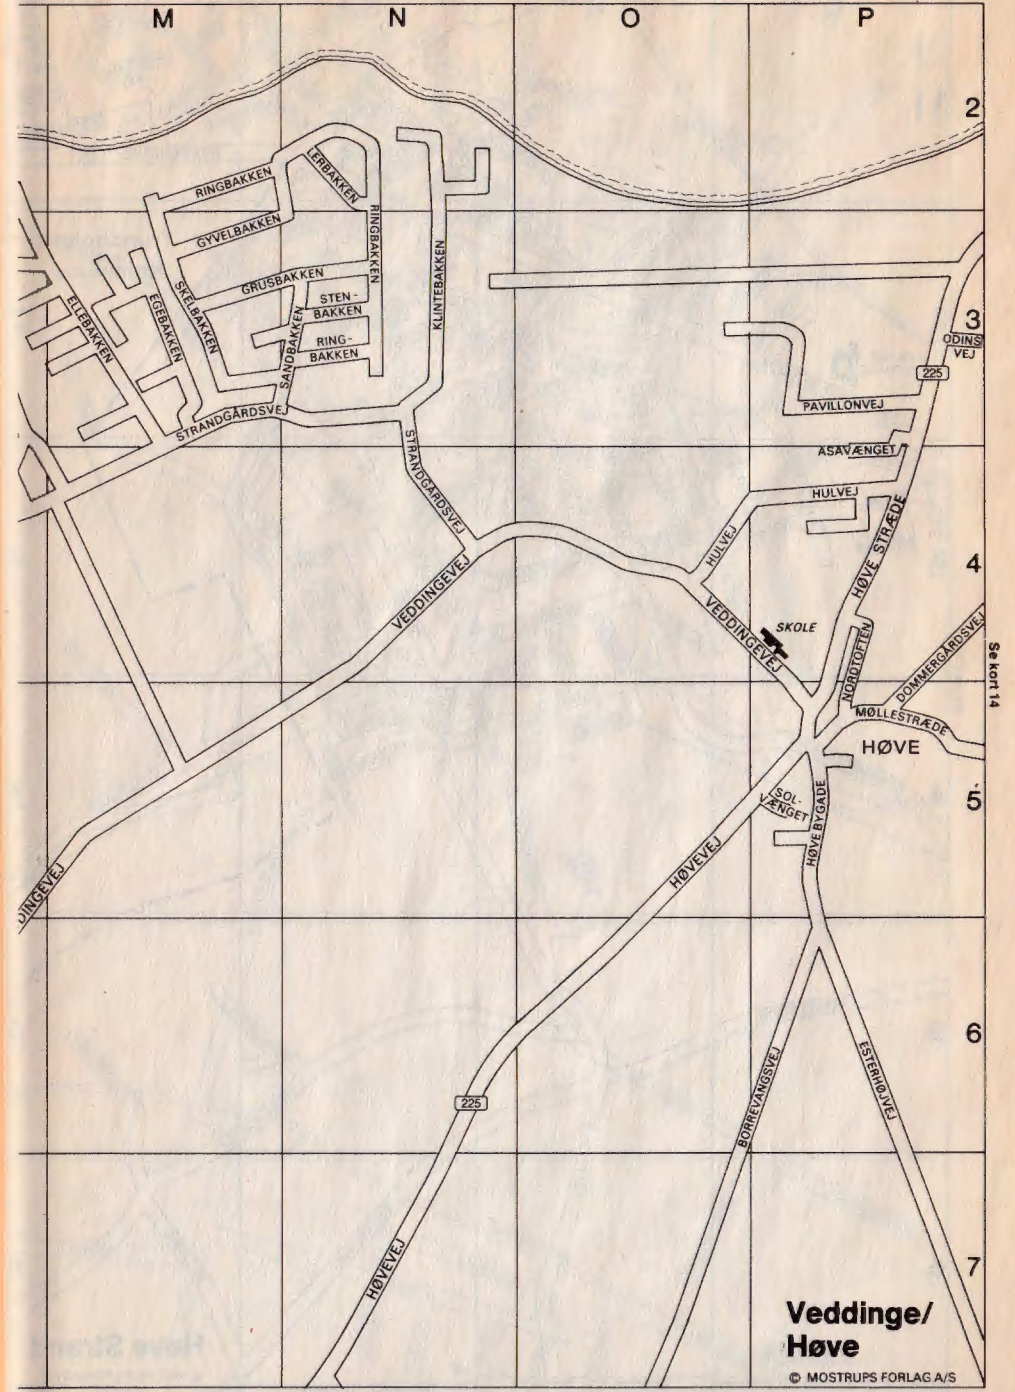 M N O P
2
RINGBAKKEN
LERBAKKEN
GYVELBAKKEN
RINGBAKKEN
KLINTEBAKKEN
GRUSBAKKEN
STEN-
BAKKEN
RING-
BAKKEN
SANDBAKKEN
SKELBAKKEN
EGEBAKKEN
ELLEBAKKEN
3
ODINS
VEJ
225
PAVILLONVEJ
STRANDGÅRDSVEJ
STRANDGÅRDSVEJ
ASAVÆNGET
HULVEJ
HULVEJ
HØVE STRÆDE
4
VEDDINGEVEJ
VEDDINGEVEJ
SKOLE
NORDTOFTEN
DOMMERGÅRDSVEJ
Se kort 14
MØLLESTRÆDE
HØVE
5
SOL-
VÆNGET
HØVE BYGADE
HØVEVEJ
DINGEVEJ
6
225
BORREVANGSVEJ
ESTERHØJVEJ
HØVEVEJ
7
Veddinge/
Høve
© MOSTRUPS FORLAG A/S